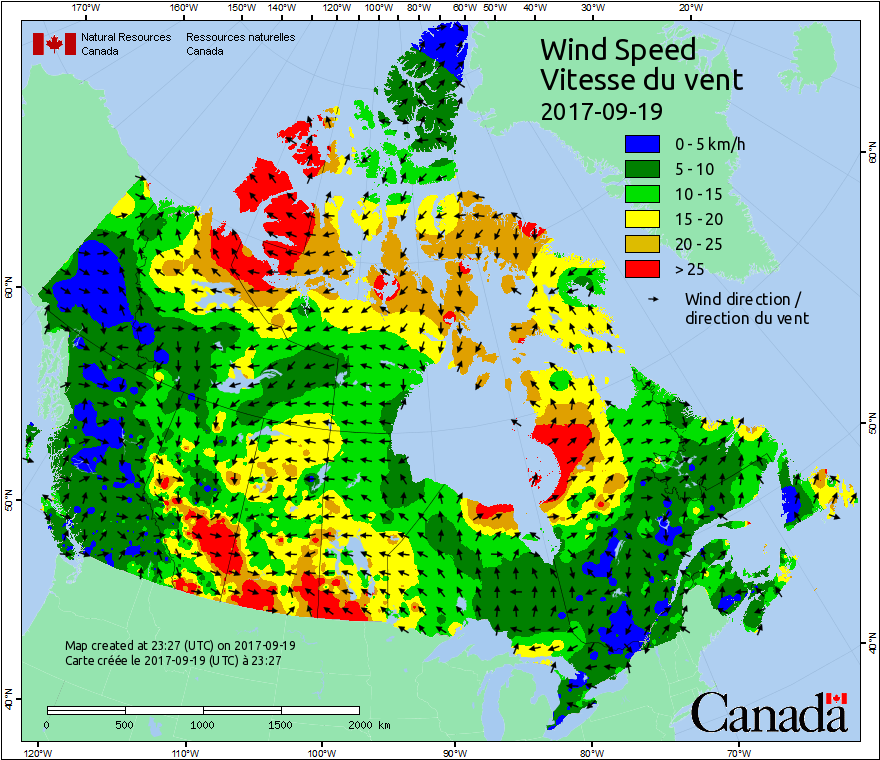 170°W 160°W 150°W 140°W 120°W 100°W 80°W 60°W 50°W 40°W 30°W 20°W
Natural Resources Ressources naturelles
Canada Canada
Wind Speed
Vitesse du vent
2017-09-19
0 - 5 km/h
5 - 10
10 - 15
15 - 20
20 - 25
> 25
Wind direction /
direction du vent
60°N
60°N
50°N
50°N
40°N
40°N
Map created at 23:27 (UTC) on 2017-09-19
Carte créée le 2017-09-19 (UTC) à 23:27
0 500 1000 1500 2000 km
Canada
120°W 110°W 100°W 90°W 80°W 70°W